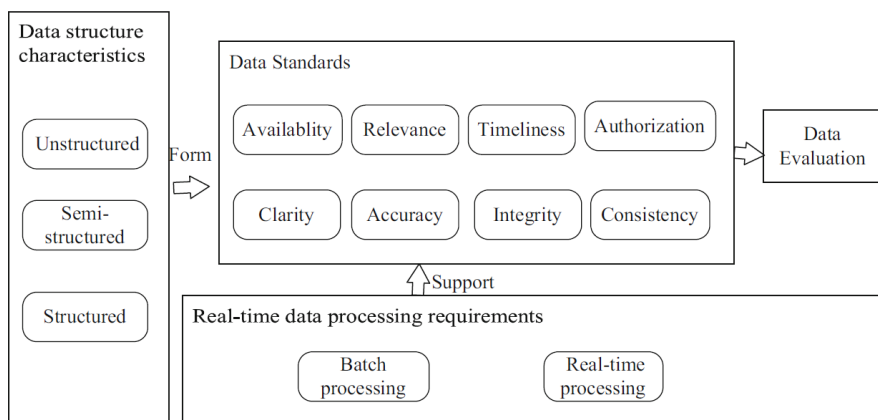 Data structure
characteristics
Unstructured
Semi-
structured
Structured
Form
Data Standards
Availablity
Relevance
Timeliness
Authorization
Clarity
Accuracy
Integrity
Consistency
Data
Evaluation
Support
Real-time data processing requirements
Batch
processing
Real-time
processing